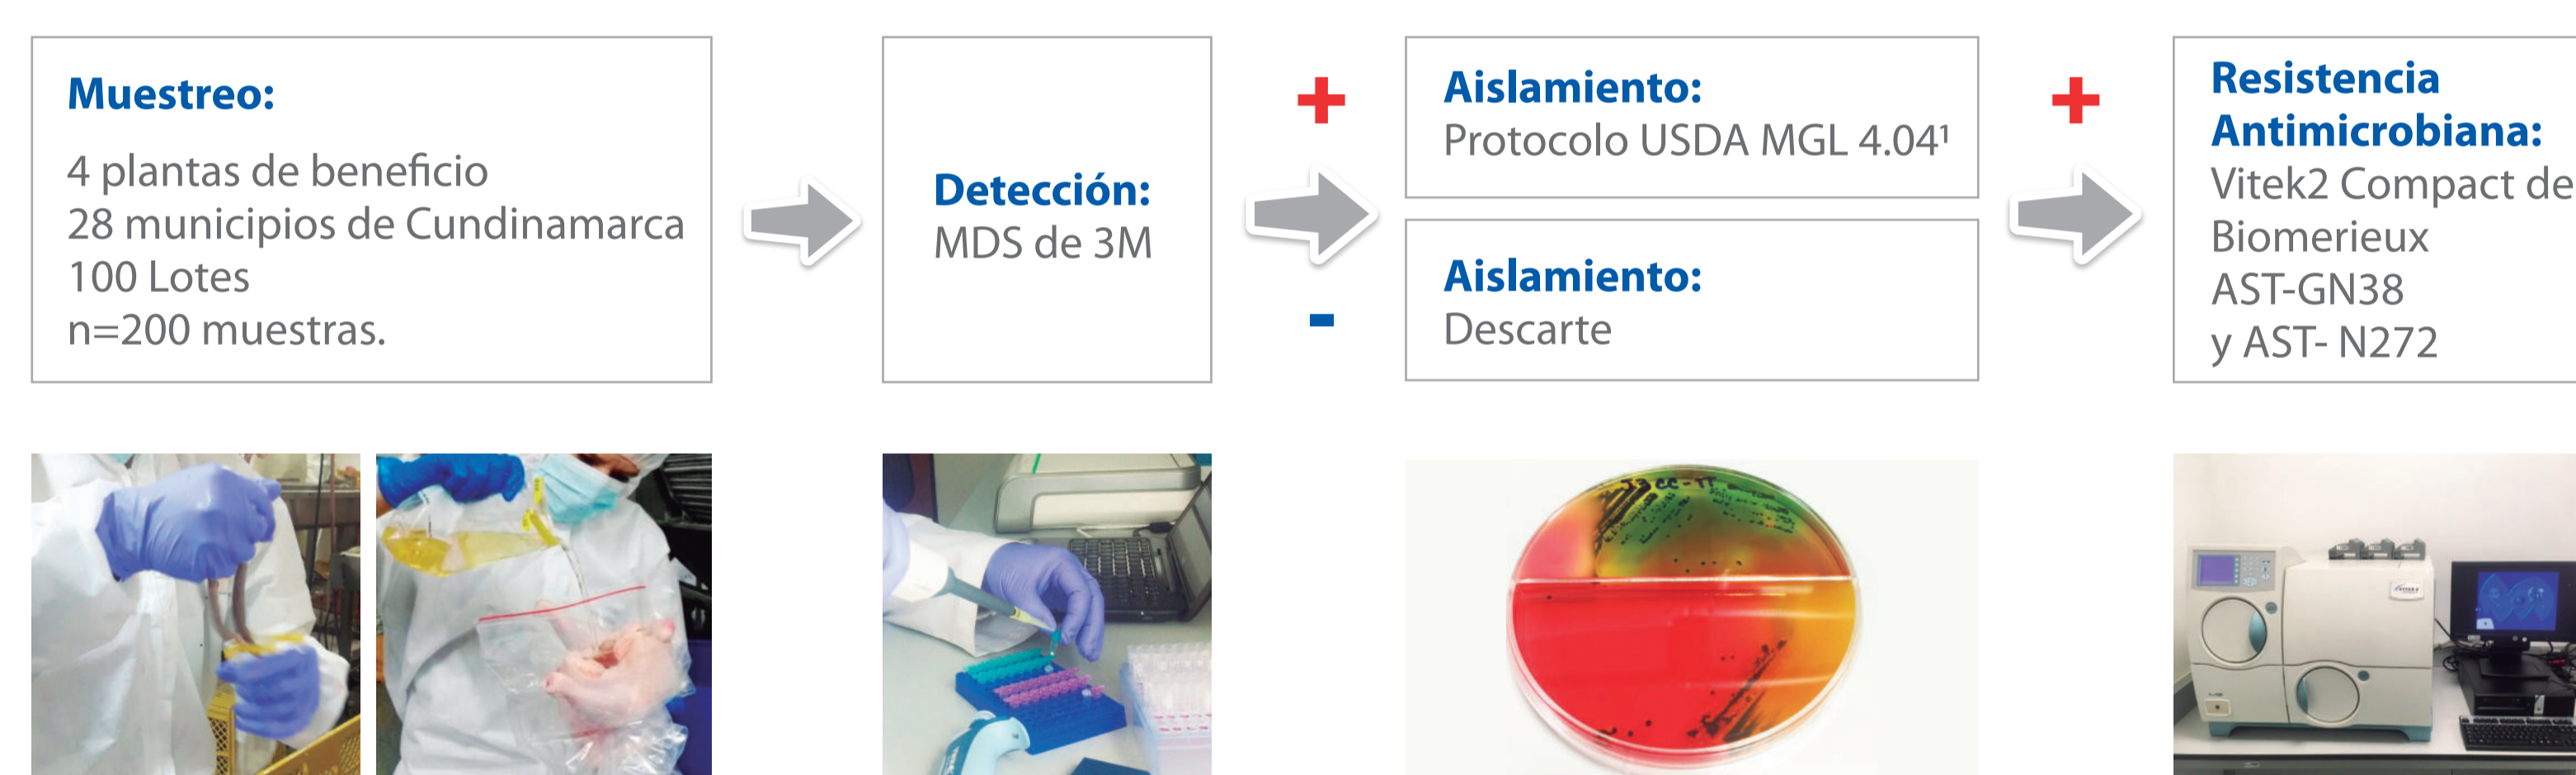 Muestreo:
4 plantas de beneficio
28 municipios de Cundinamarca
100 Lotes
n=200 muestras.
Detección:
MDS de 3M
+
-
Aislamiento:
Protocolo USDA MGL 4.04¹
Aislamiento:
Descarte
+
Resistencia
Antimicrobiana:
Vitek2 Compact de
Biomerieux
AST-GN38
y AST- N272